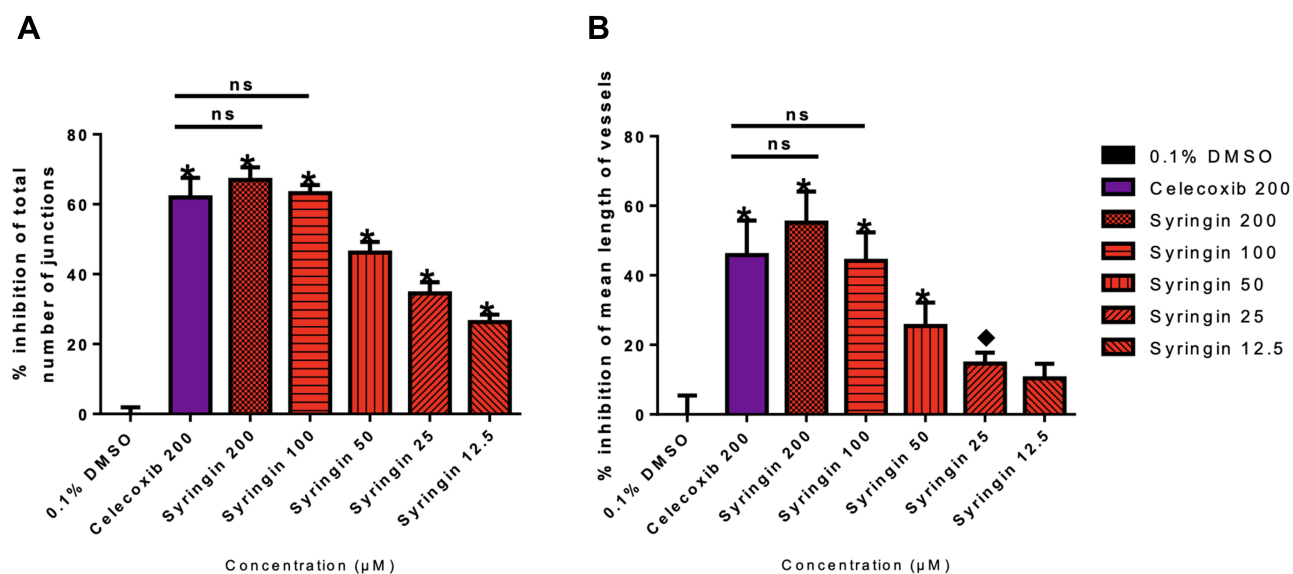 A
B
ns
ns
% inhibition of total
number of junctions
80
60
40
20
0
* * * * * *
0.1% DMSO
Celecoxib 200
Syringin 200
Syringin 100
Syringin 50
Syringin 25
Syringin 12.5
Concentration (µM)
ns
ns
% inhibition of mean length of vessels
80
60
40
20
0
* * * * ◆
0.1% DMSO
Celecoxib 200
Syringin 200
Syringin 100
Syringin 50
Syringin 25
Syringin 12.5
Concentration (µM)
0.1% DMSO
Celecoxib 200
Syringin 200
Syringin 100
Syringin 50
Syringin 25
Syringin 12.5